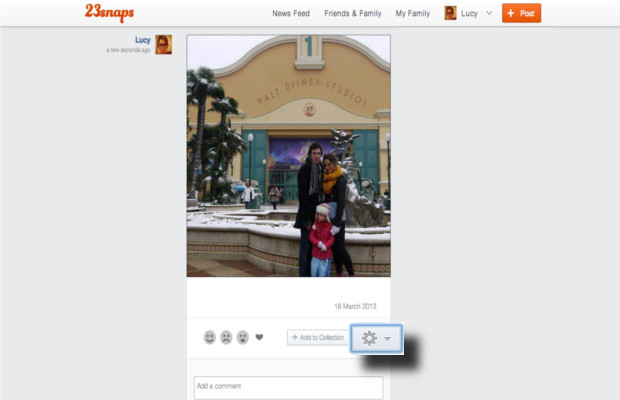 23snaps
News Feed
Friends & Family
My Family
Lucy
+ Post
Lucy
a few seconds ago
1
WALT DISNEY STUDIOS
18 March 2013
+ Add to Collection
Add a comment